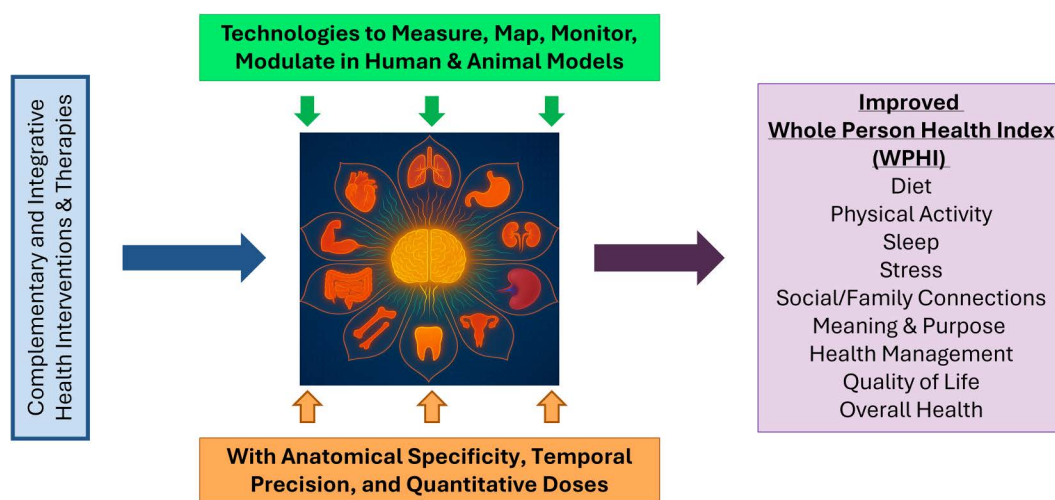 Complementary and Integrative
Health Interventions & Therapies
Technologies to Measure, Map, Monitor,
Modulate in Human & Animal Models
With Anatomical Specificity, Temporal
Precision, and Quantitative Doses
Improved
Whole Person Health Index
(WPHI)
Diet
Physical Activity
Sleep
Stress
Social/Family Connections
Meaning & Purpose
Health Management
Quality of Life
Overall Health